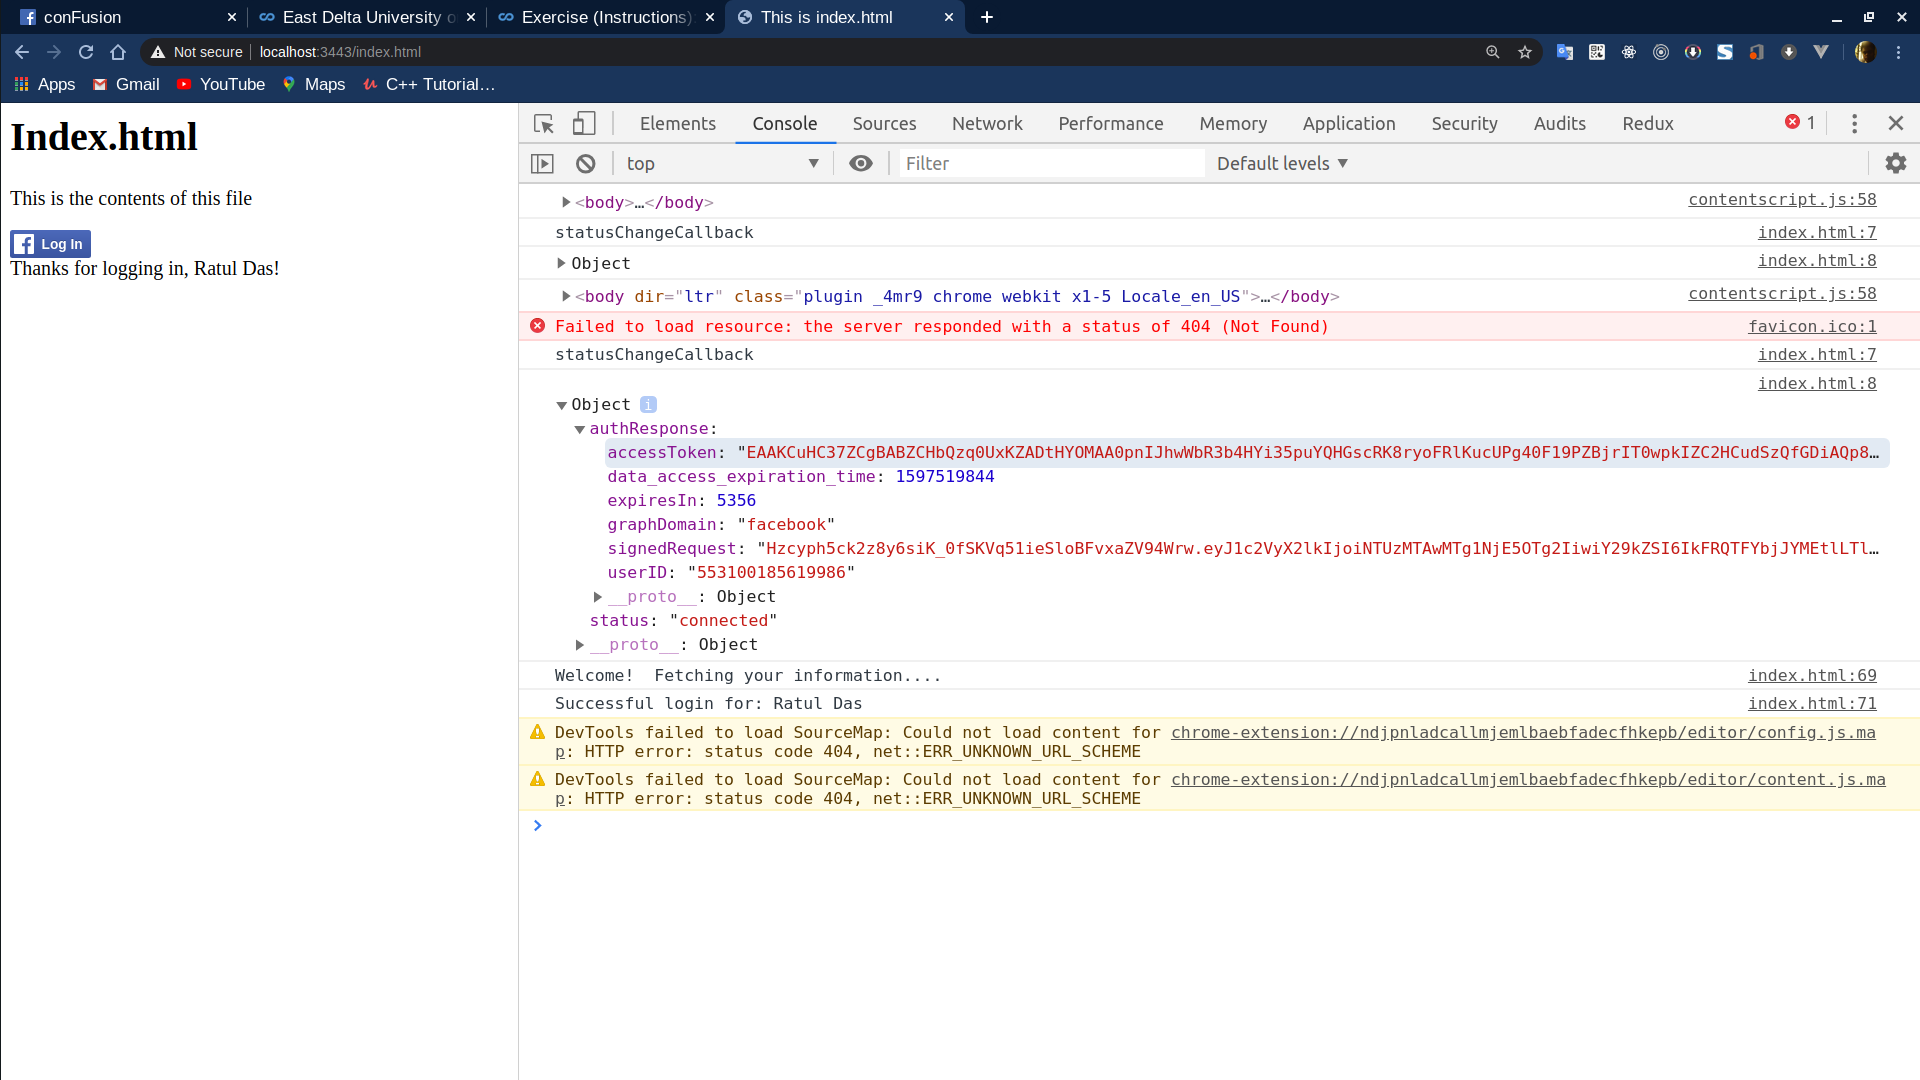 conFusion
East Delta University o
Exercise (Instructions):
This is index.html
Not secure
localhost:3443/index.html
Apps
Gmail
YouTube
Maps
C++ Tutorial…
Index.html
This is the contents of this file
Log In
Thanks for logging in, Ratul Das!
Elements Console Sources Network Performance Memory Application Security Audits Redux 1
top Filter Default levels
<body>…</body> contentscript.js:58
statusChangeCallback index.html:7
Object index.html:8
<body dir="ltr" class="plugin _4mr9 chrome webkit x1-5 Locale_en_US">…</body> contentscript.js:58
Failed to load resource: the server responded with a status of 404 (Not Found) favicon.ico:1
statusChangeCallback index.html:7
index.html:8
Object i
authResponse:
accessToken: "EAAKCuHC37ZCgBABZCHbQzq0UxKZADtHYOMAA0pnIJhwWbR3b4HYi35puYQHGscRK8ryoFRlKucUPg40F19PZBjrIT0wpkIZC2HCudSzQfGDiAQp8…
data_access_expiration_time: 1597519844
expiresIn: 5356
graphDomain: "facebook"
signedRequest: "Hzcyph5ck2z8y6siK_0fSKVq51ieSloBFvxaZV94Wrw.eyJ1c2VyX2lkIjoiNTUzMTAwMTg1NjE5OTg2IiwiY29kZSI6IkFRQTFYbjJYMEtlLTl…
userID: "553100185619986"
__proto__: Object
status: "connected"
__proto__: Object
Welcome!  Fetching your information.... index.html:69
Successful login for: Ratul Das index.html:71
DevTools failed to load SourceMap: Could not load content for chrome-extension://ndjpnladcallmjemlbaebfadecfhkepb/editor/config.js.ma
p: HTTP error: status code 404, net::ERR_UNKNOWN_URL_SCHEME
DevTools failed to load SourceMap: Could not load content for chrome-extension://ndjpnladcallmjemlbaebfadecfhkepb/editor/content.js.ma
p: HTTP error: status code 404, net::ERR_UNKNOWN_URL_SCHEME